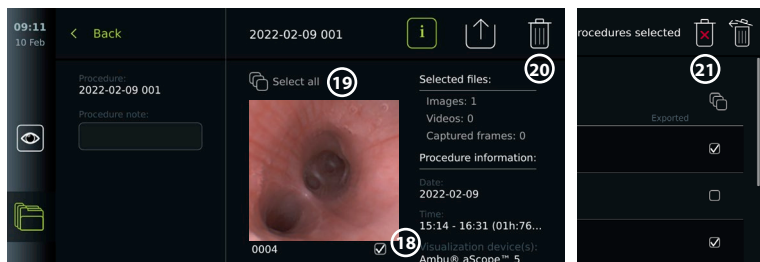 09:11
10 Feb
Back
2022-02-09 001
i
Procedure:
2022-02-09 001
Procedure note:
Select all
19
20
Selected files:
Images: 1
Videos: 0
Captured frames: 0
Procedure information:
Date:
2022-02-09
Time:
15:14 - 16:31 (01h:76...
Visualization device(s):
Ambu® aScope™ 5
0004
18
rocedures selected
21
Exported